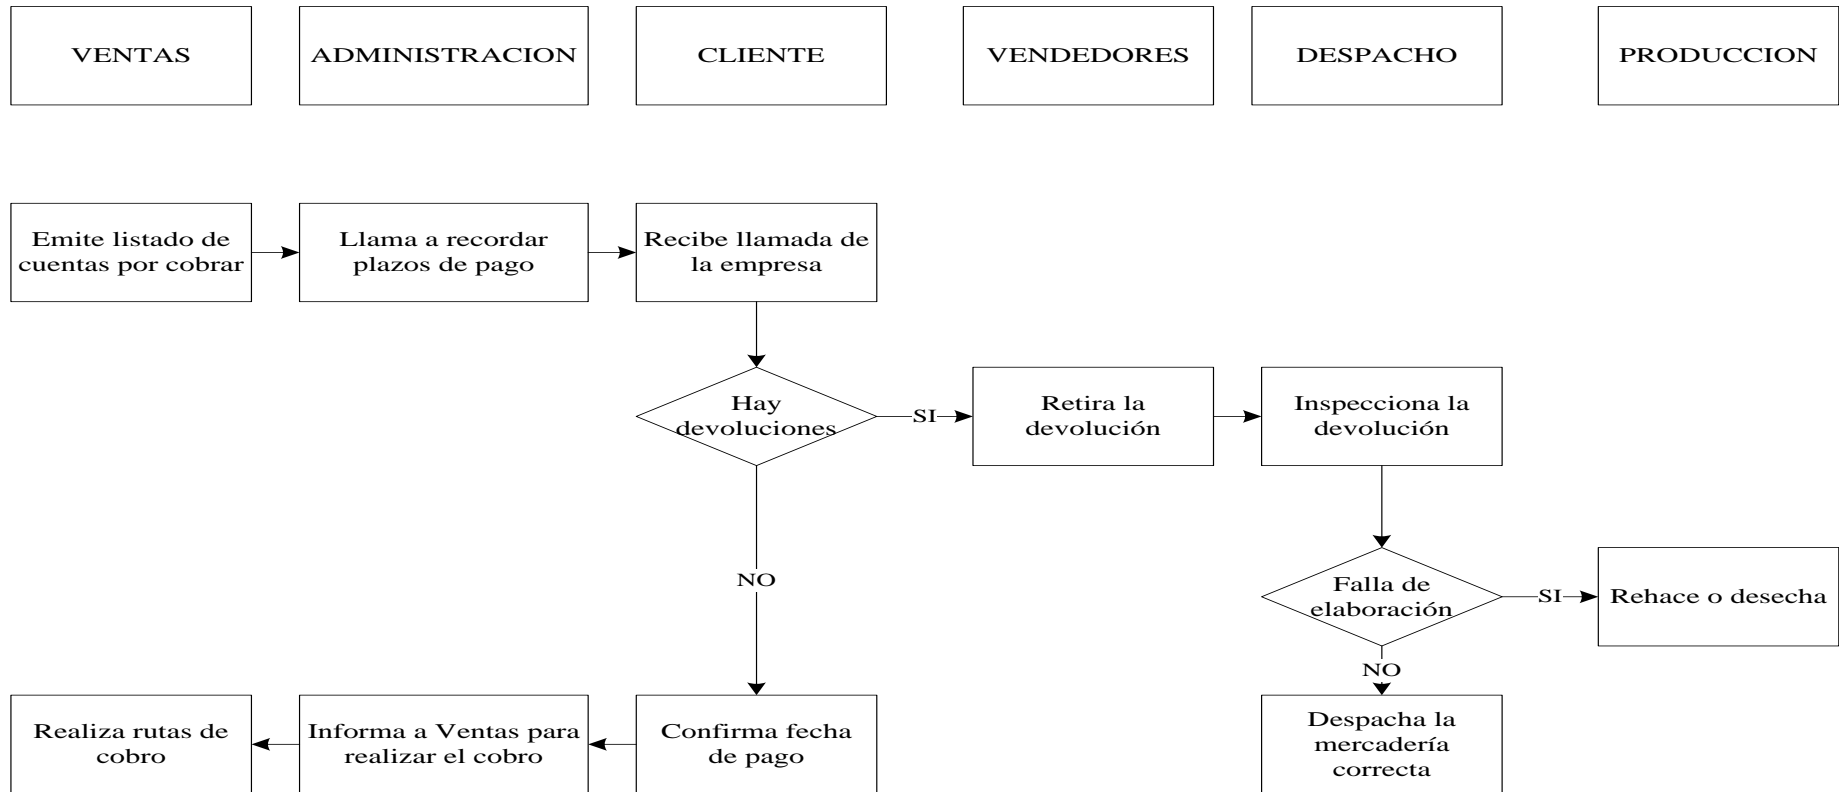 VENTAS
ADMINISTRACION
CLIENTE
VENDEDORES
DESPACHO
PRODUCCION
Emite listado de
cuentas por cobrar
Llama a recordar
plazos de pago
Recibe llamada de
la empresa
Hay
devoluciones
SI
Retira la
devolución
Inspecciona la
devolución
NO
Falla de
elaboración
SI
Rehace o desecha
NO
Realiza rutas de
cobro
Informa a Ventas para
realizar el cobro
Confirma fecha
de pago
Despacha la
mercadería
correcta